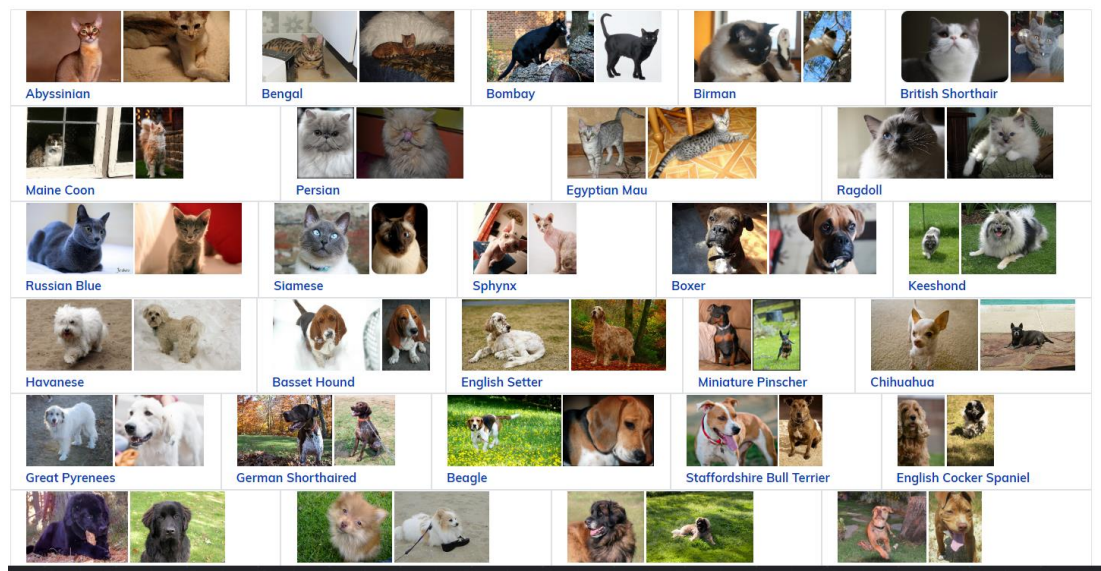 Abyssinian
Bengal
Bombay
Birman
British Shorthair
Maine Coon
Persian
Egyptian Mau
Ragdoll
Russian Blue
Siamese
Sphynx
Boxer
Keeshond
Havanese
Basset Hound
English Setter
Miniature Pinscher
Chihuahua
Great Pyrenees
German Shorthaired
Beagle
Staffordshire Bull Terrier
English Cocker Spaniel